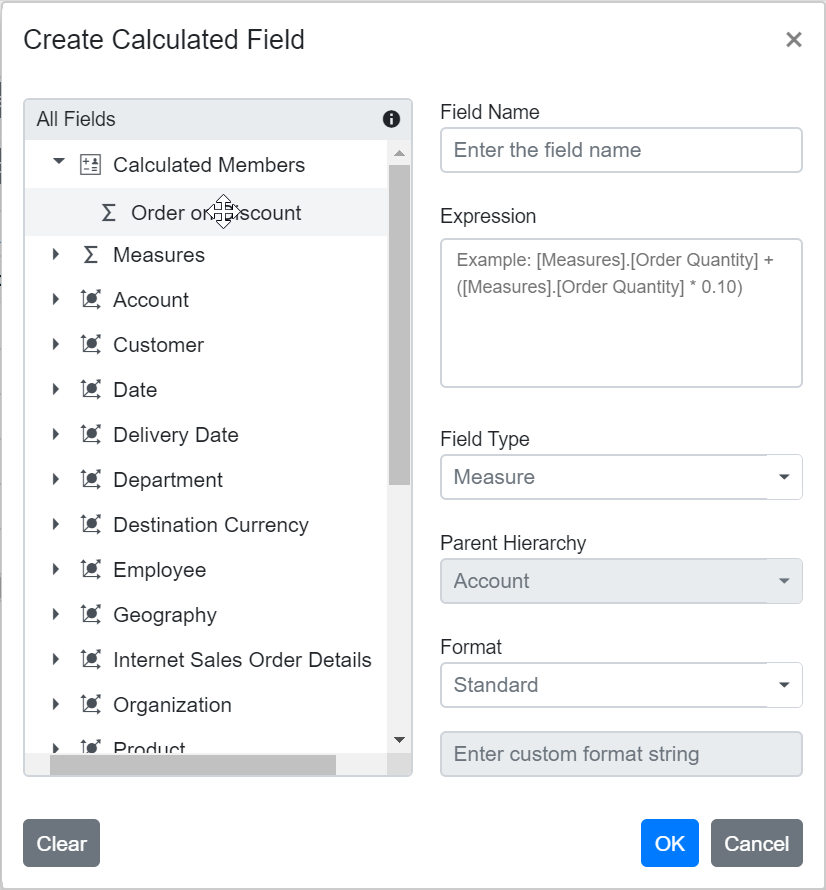 Create Calculated Field
All Fields
Calculated Members
Order on Discount
Measures
Account
Customer
Date
Delivery Date
Department
Destination Currency
Employee
Geography
Internet Sales Order Details
Organization
Product
Field Name
Enter the field name
Expression
Example: [Measures].[Order Quantity] +
([Measures].[Order Quantity] * 0.10)
Field Type
Measure
Parent Hierarchy
Account
Format
Standard
Enter custom format string
Clear
OK
Cancel